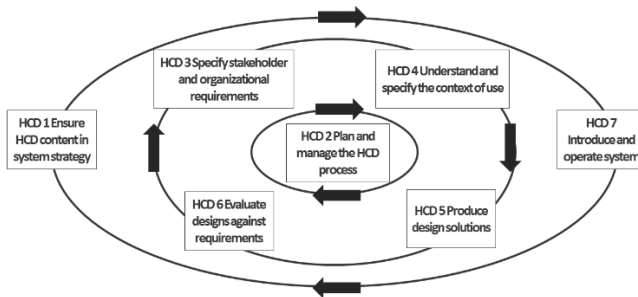 HCD 3 Specify stakeholder
and organizational
requirements
HCD 4 Understand and
specify the context of use
HCD 1 Ensure
HCD content in
system strategy
HCD 2 Plan and
manage the HCD
process
HCD 7
Introduce and
operate system
HCD 6 Evaluate
designs against
requirements
HCD 5 Produce
design solutions